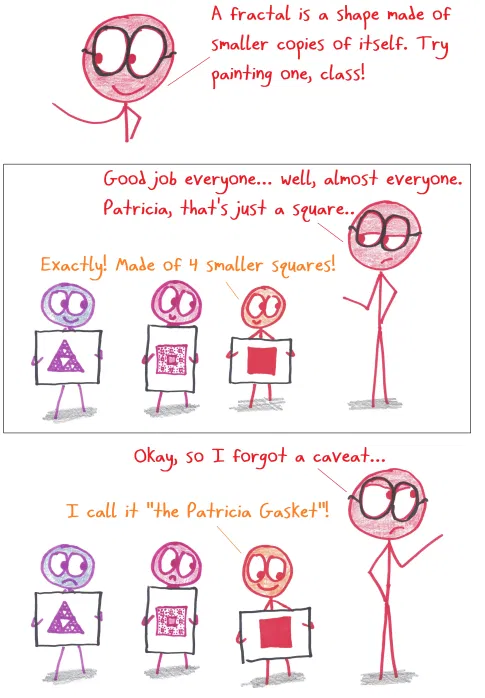 A fractal is a shape made of
smaller copies of itself. Try
painting one, class!
Good job everyone... well, almost everyone.
Patricia, that's just a square..
Exactly! Made of 4 smaller squares!
Okay, so I forgot a caveat...
I call it "the Patricia Gasket"!